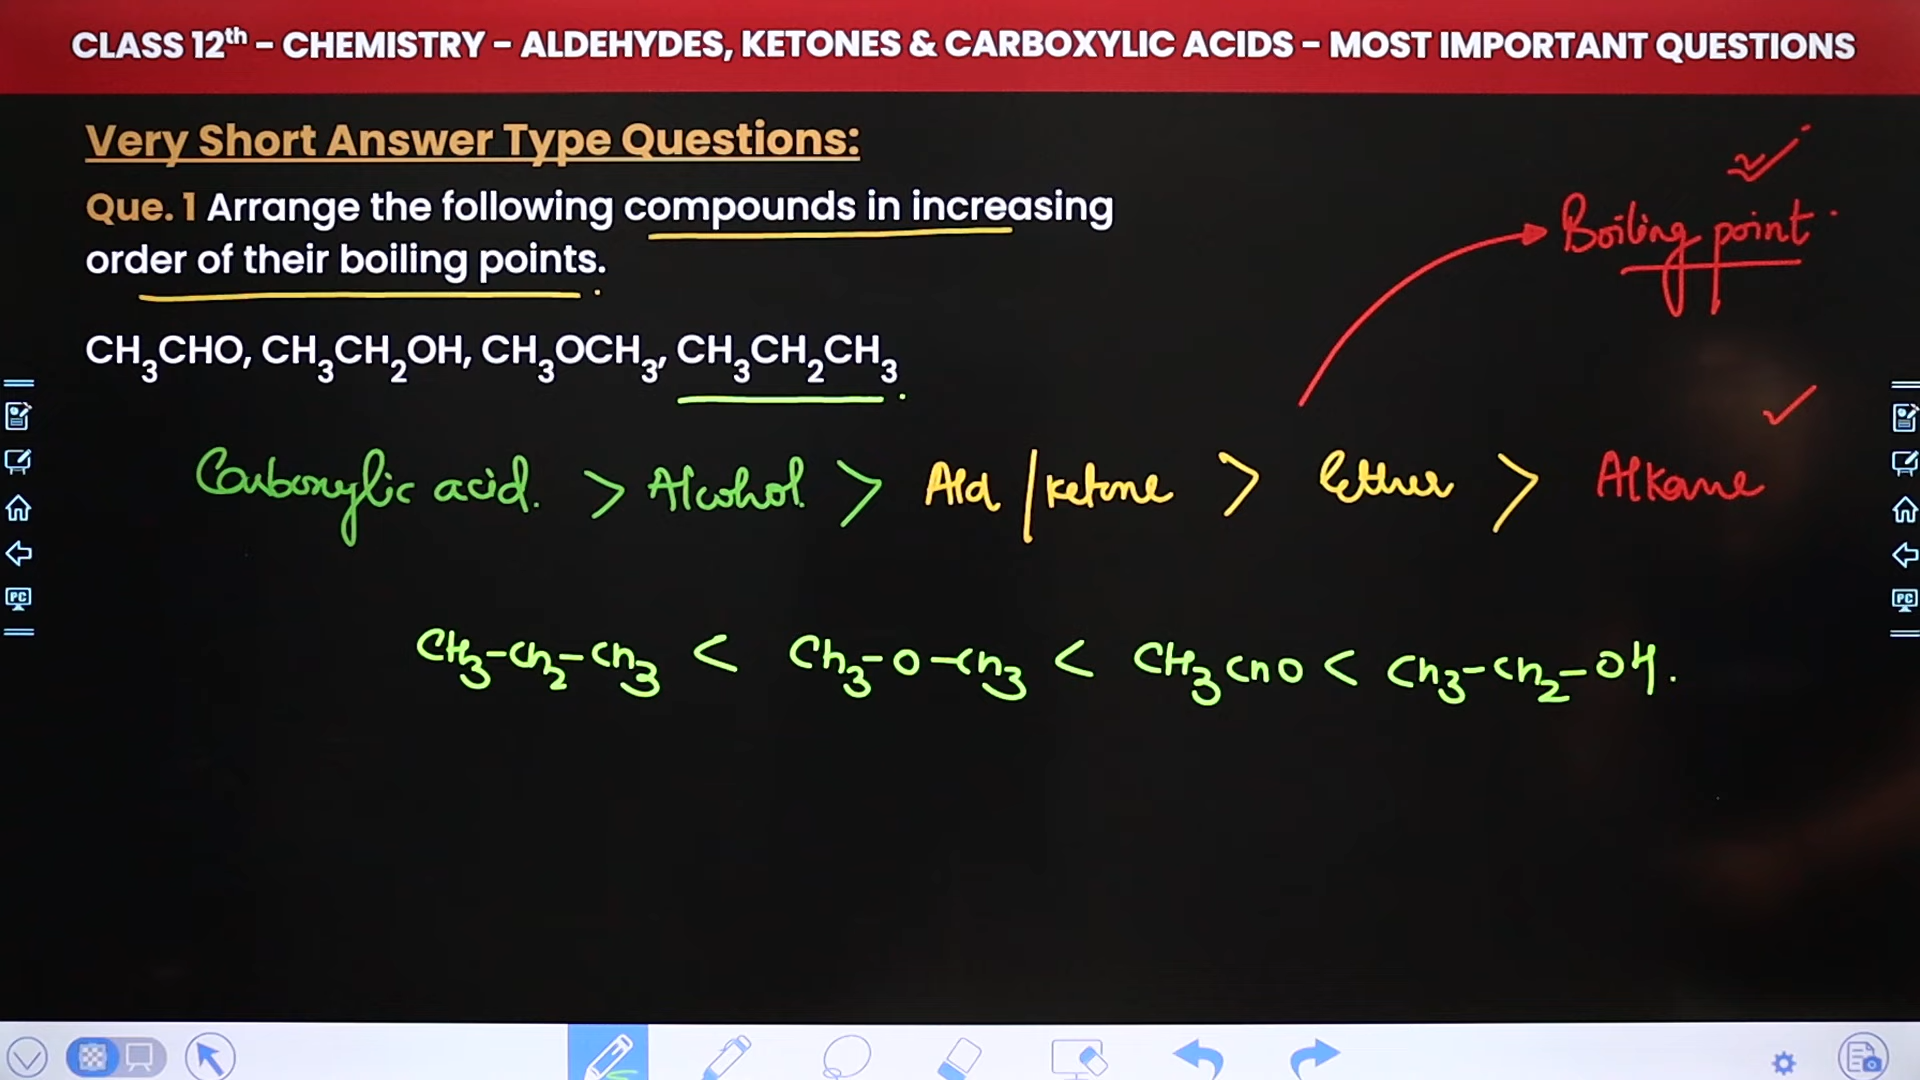 CLASS 12th – CHEMISTRY – ALDEHYDES, KETONES & CARBOXYLIC ACIDS – MOST IMPORTANT QUESTIONS
Very Short Answer Type Questions:
Que. 1 Arrange the following compounds in increasing
order of their boiling points.
CH3CHO, CH3CH2OH, CH3OCH3, CH3CH2CH3
Boiling point.
Carboxylic acid. > Alcohol > Ald / ketone > Ether > Alkane
CH3-CH2-CH3 < CH3-O-CH3 < CH3CHO < CH3-CH2-OH.
PC
PC